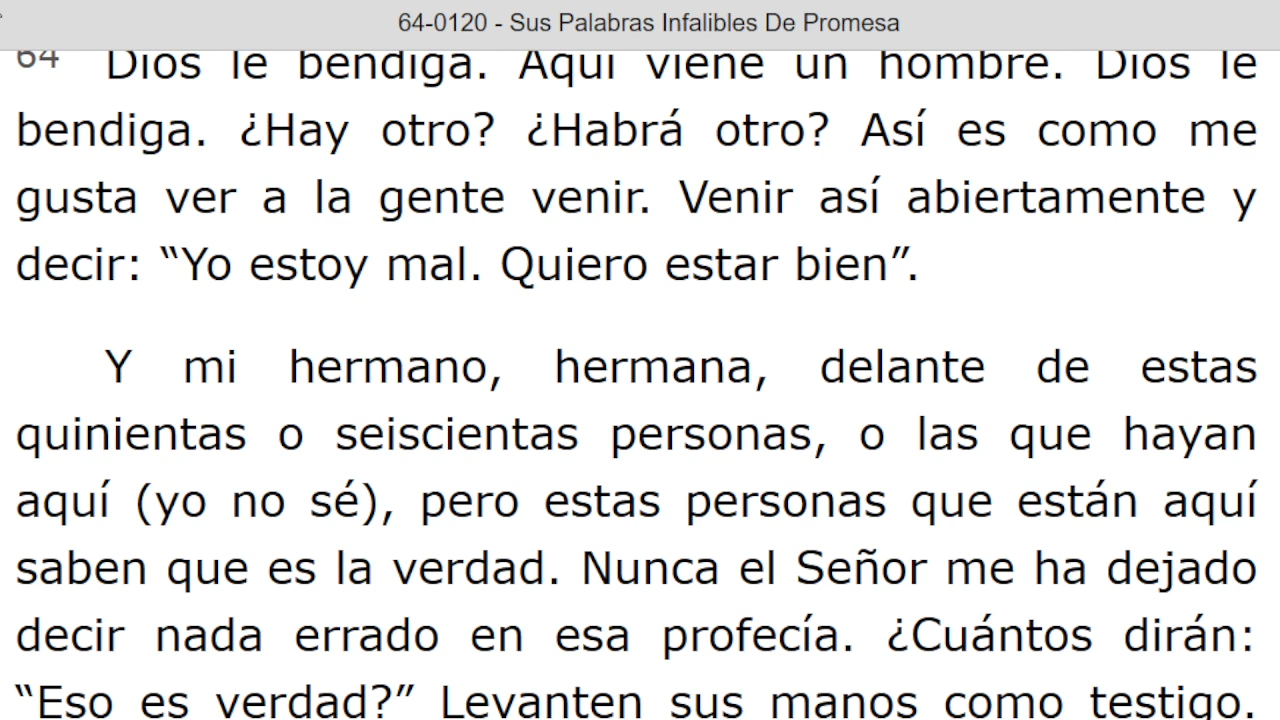 64-0120 - Sus Palabras Infalibles De Promesa
64 Dios le bendiga. Aquí viene un hombre. Dios le
bendiga. ¿Hay otro? ¿Habrá otro? Así es como me
gusta ver a la gente venir. Venir así abiertamente y
decir: “Yo estoy mal. Quiero estar bien”.
Y mi hermano, hermana, delante de estas
quinientas o seiscientas personas, o las que hayan
aquí (yo no sé), pero estas personas que están aquí
saben que es la verdad. Nunca el Señor me ha dejado
decir nada errado en esa profecía. ¿Cuántos dirán:
“Eso es verdad?” Levanten sus manos como testigo.